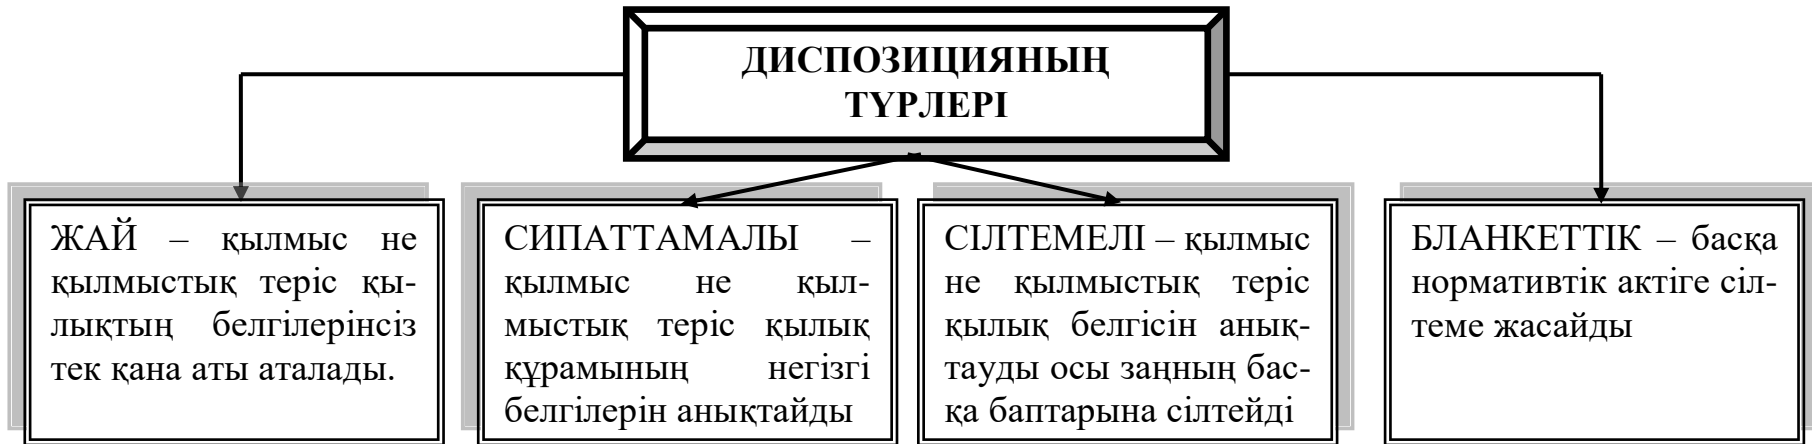 ДИСПОЗИЦИЯНЫҢ
ТҮРЛЕРІ
ЖАЙ – қылмыс не
қылмыстық теріс қы-
лықтың белгілерінсіз
тек қана аты аталады.
СИПАТТАМАЛЫ –
қылмыс не қыл-
мыстық теріс қылық
құрамының негізгі
белгілерін анықтайды
СІЛТЕМЕЛІ – қылмыс
не қылмыстық теріс
қылық белгісін анық-
тауды осы заңның бас-
қа баптарына сілтейді
БЛАНКЕТТІК – басқа
нормативтік актіге сіл-
теме жасайды